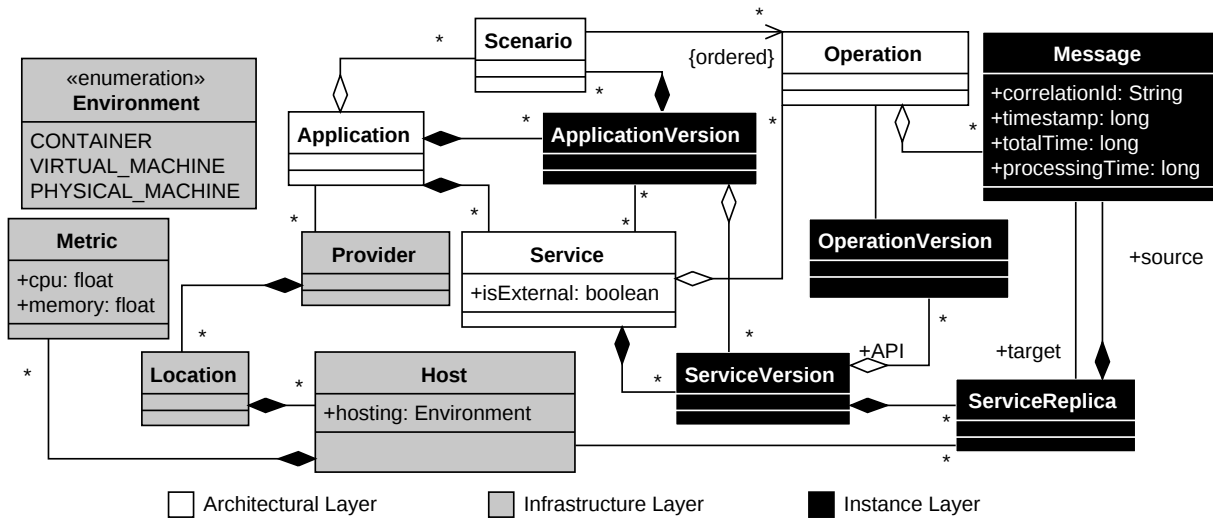 Scenario
*
*
{ordered}
Operation
Message
+correlationId: String
+timestamp: long
+totalTime: long
+processingTime: long
«enumeration»
Environment
CONTAINER
VIRTUAL_MACHINE
PHYSICAL_MACHINE
Application
*
ApplicationVersion
*
*
*
*
*
*
*
Metric
+cpu: float
+memory: float
Provider
Service
+isExternal: boolean
OperationVersion
+source
*
*
*
*
+API
+target
*
Location
*
Host
+hosting: Environment
*
ServiceVersion
ServiceReplica
*
*
Architectural Layer
Infrastructure Layer
Instance Layer